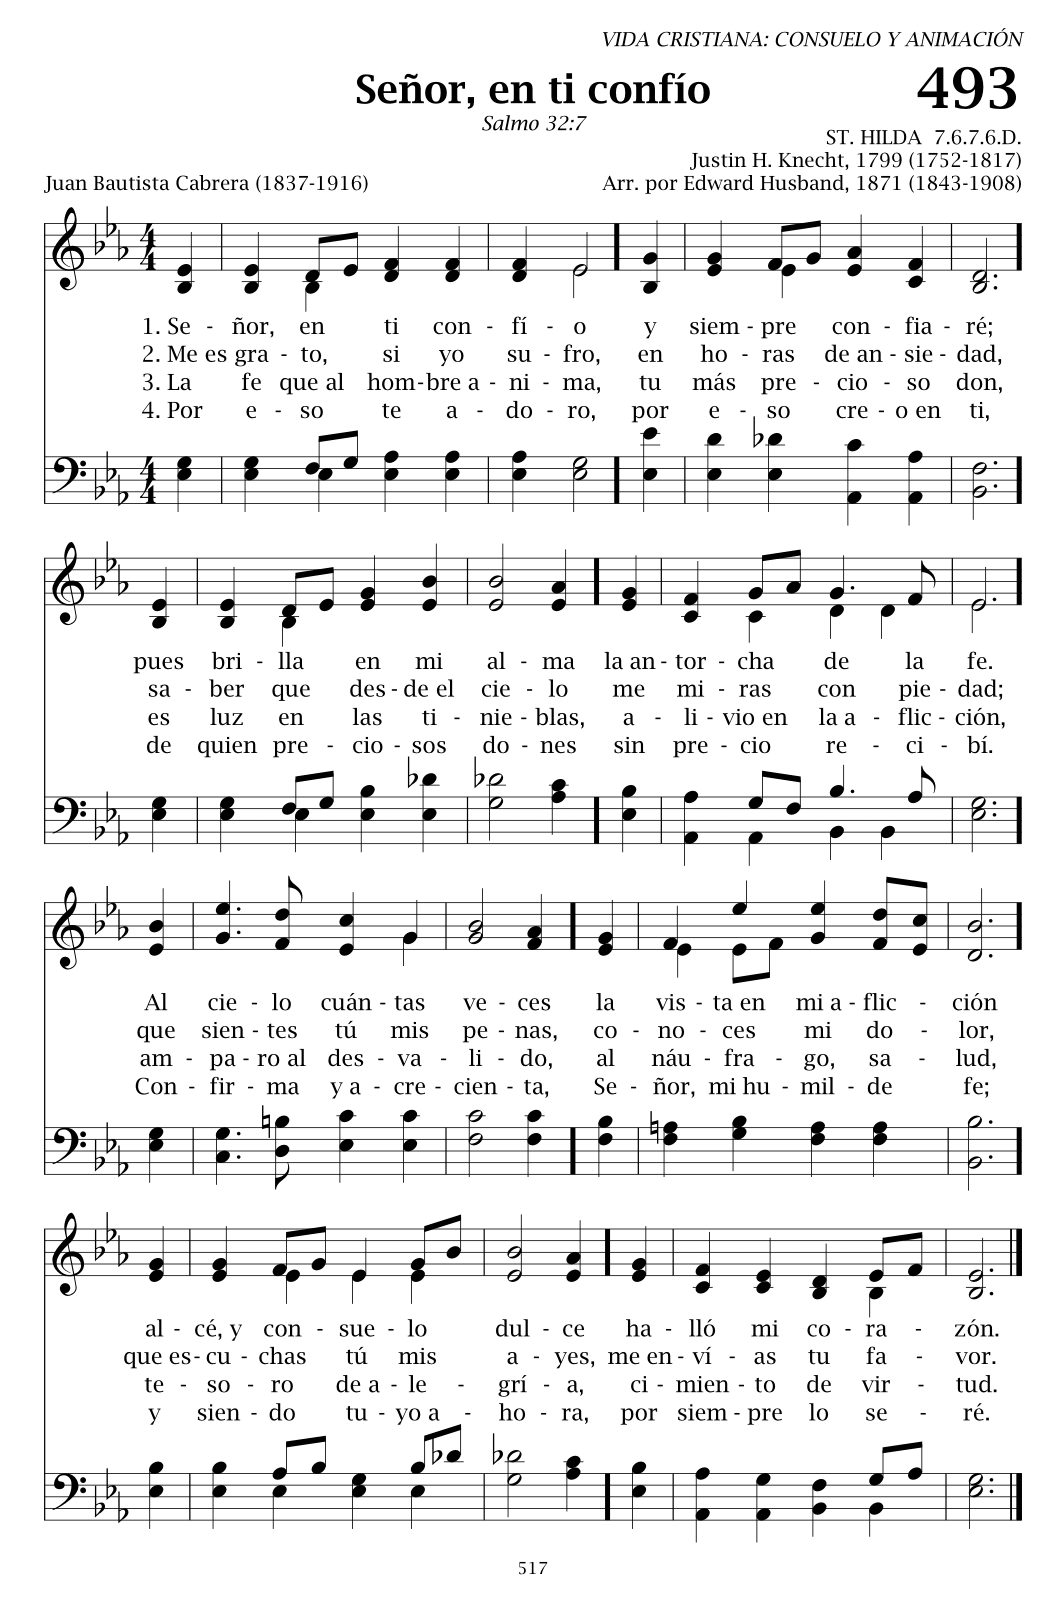 VIDA CRISTIANA: CONSUELO Y ANIMACIÓN
Señor, en ti confío
493
Salmo 32:7
ST. HILDA 7.6.7.6.D.
Justin H. Knecht, 1799 (1752-1817)
Juan Bautista Cabrera (1837-1916)
Arr. por Edward Husband, 1871 (1843-1908)
1. Se - ñor, en ti con - fí - o y siem - pre con - fia - ré;
2. Me es gra - to, si yo su - fro, en ho - ras de an - sie - dad,
3. La fe que al hom - bre a - ni - ma, tu más pre - cio - so don,
4. Por e - so te a - do - ro, por e - so cre - o en ti,
pues bri - lla en mi al - ma la an - tor - cha de la fe.
sa - ber que des - de el cie - lo me mi - ras con pie - dad;
es luz en las ti - nie - blas, a - li - vio en la a - flic - ción,
de quien pre - cio - sos do - nes sin pre - cio re - ci - bí.
Al cie - lo cuán - tas ve - ces la vis - ta en mi a - flic - ción
que sien - tes tú mis pe - nas, co - no - ces mi do - lor,
am - pa - ro al des - va - li - do, al náu - fra - go, sa - lud,
Con - fir - ma y a - cre - cien - ta, Se - ñor, mi hu - mil - de fe;
al - cé, y con - sue - lo dul - ce ha - lló mi co - ra - zón.
que es - cu - chas tú mis a - yes, me en - ví - as tu fa - vor.
te - so - ro de a - le - grí - a, ci - mien - to de vir - tud.
y sien - do tu - yo a - ho - ra, por siem - pre lo se - ré.
517